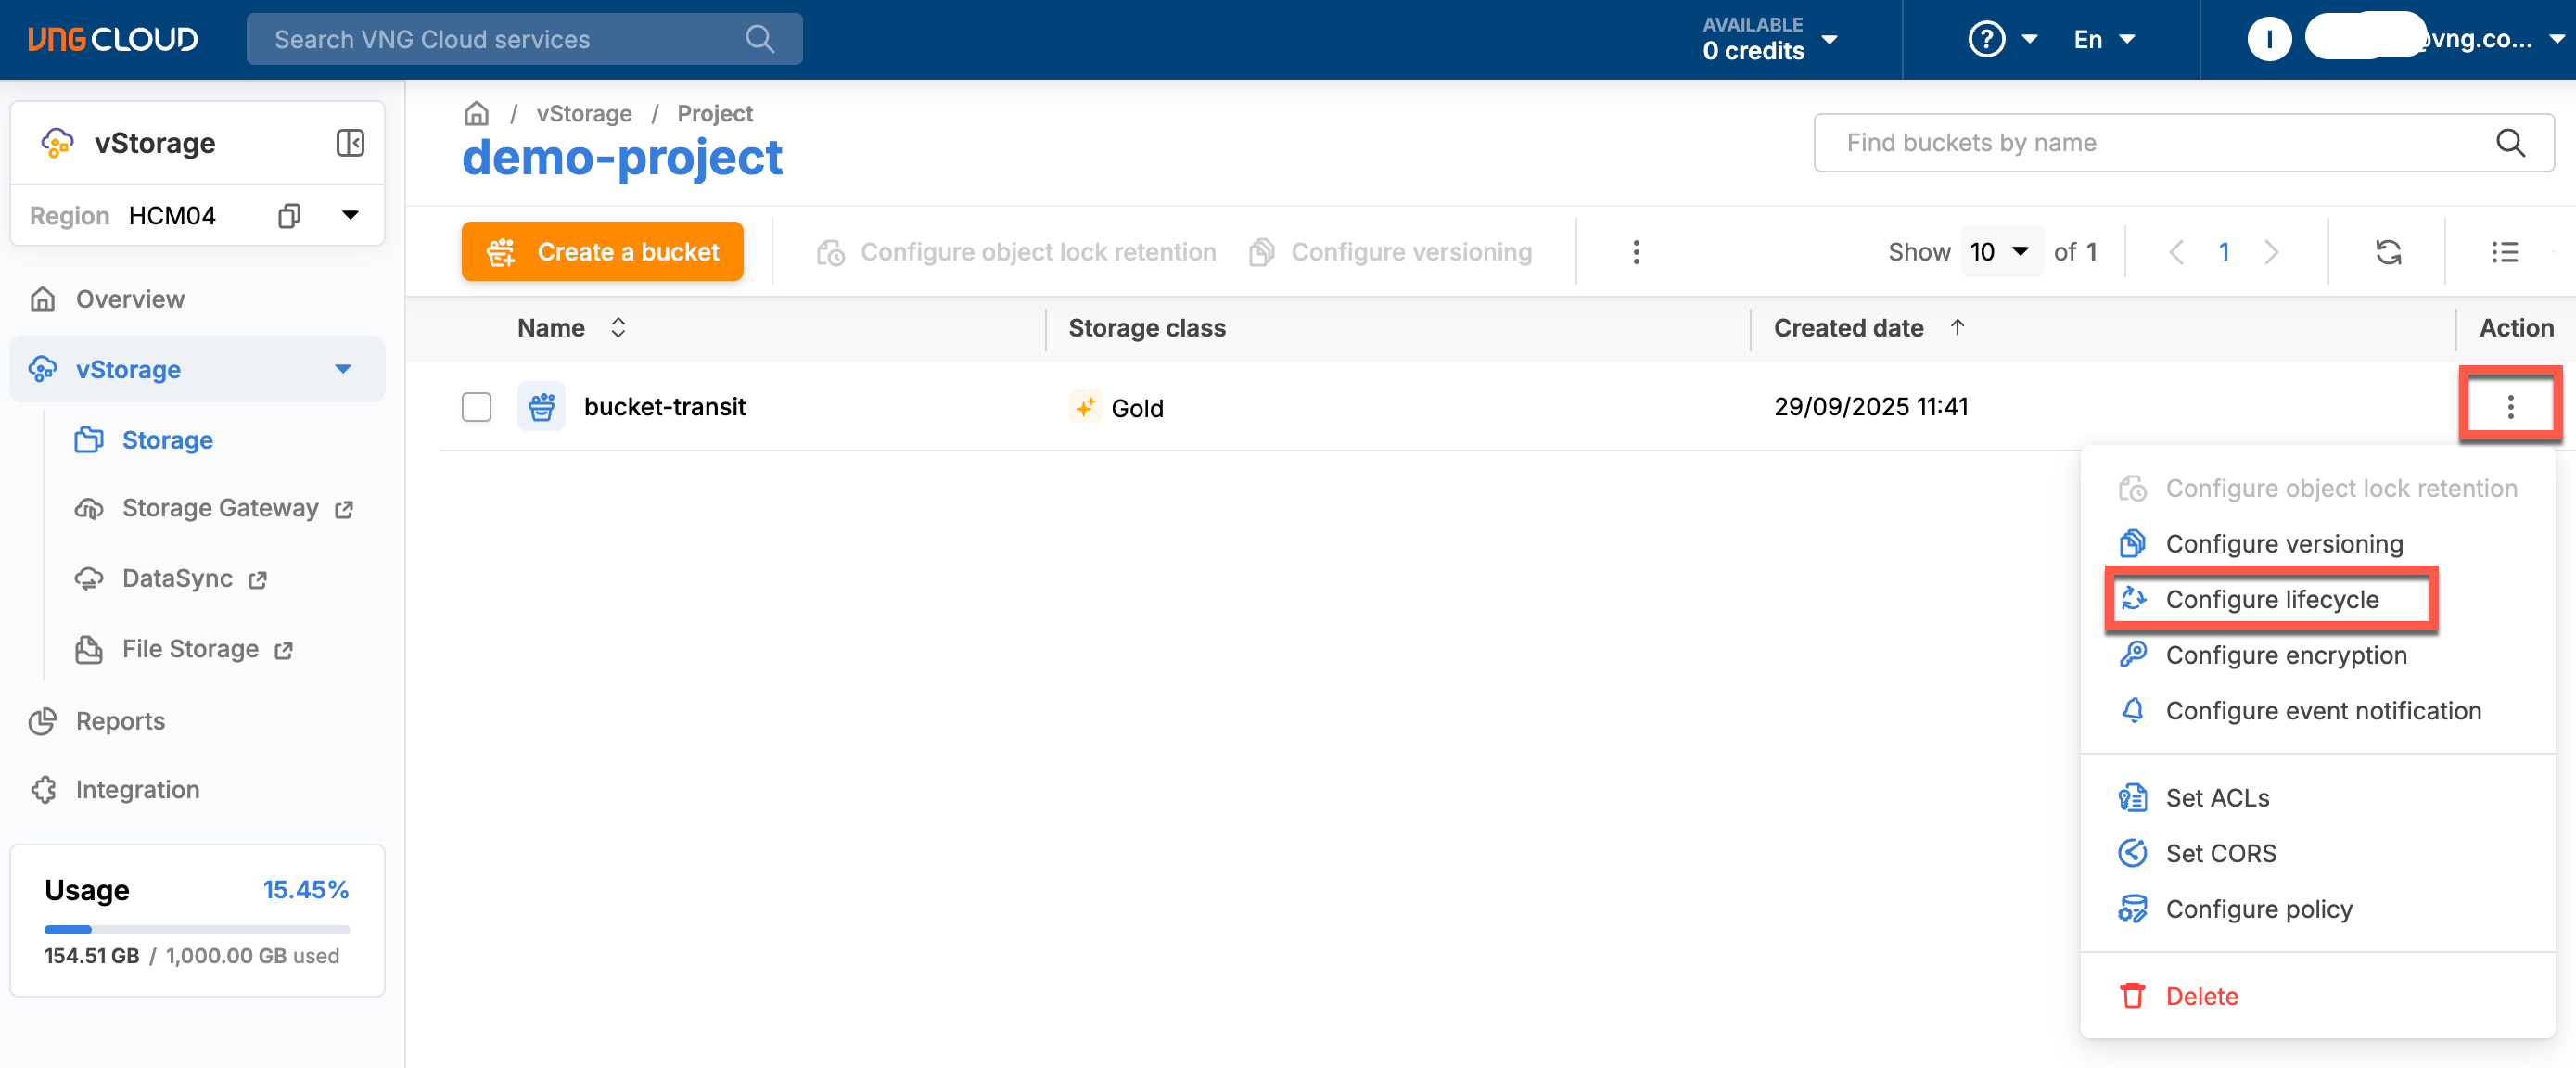 VNG CLOUD
Search VNG Cloud services
AVAILABLE
0 credits
?
En
I
@vng.co...
vStorage
Region HCM04
Overview
vStorage
Storage
Storage Gateway
DataSync
File Storage
Reports
Integration
Usage 15.45%
154.51 GB / 1,000.00 GB used
/ vStorage / Project
demo-project
Find buckets by name
Create a bucket
Configure object lock retention
Configure versioning
Show 10 of 1
1
Name Storage class Created date Action
bucket-transit Gold 29/09/2025 11:41
Configure object lock retention
Configure versioning
Configure lifecycle
Configure encryption
Configure event notification
Set ACLs
Set CORS
Configure policy
Delete